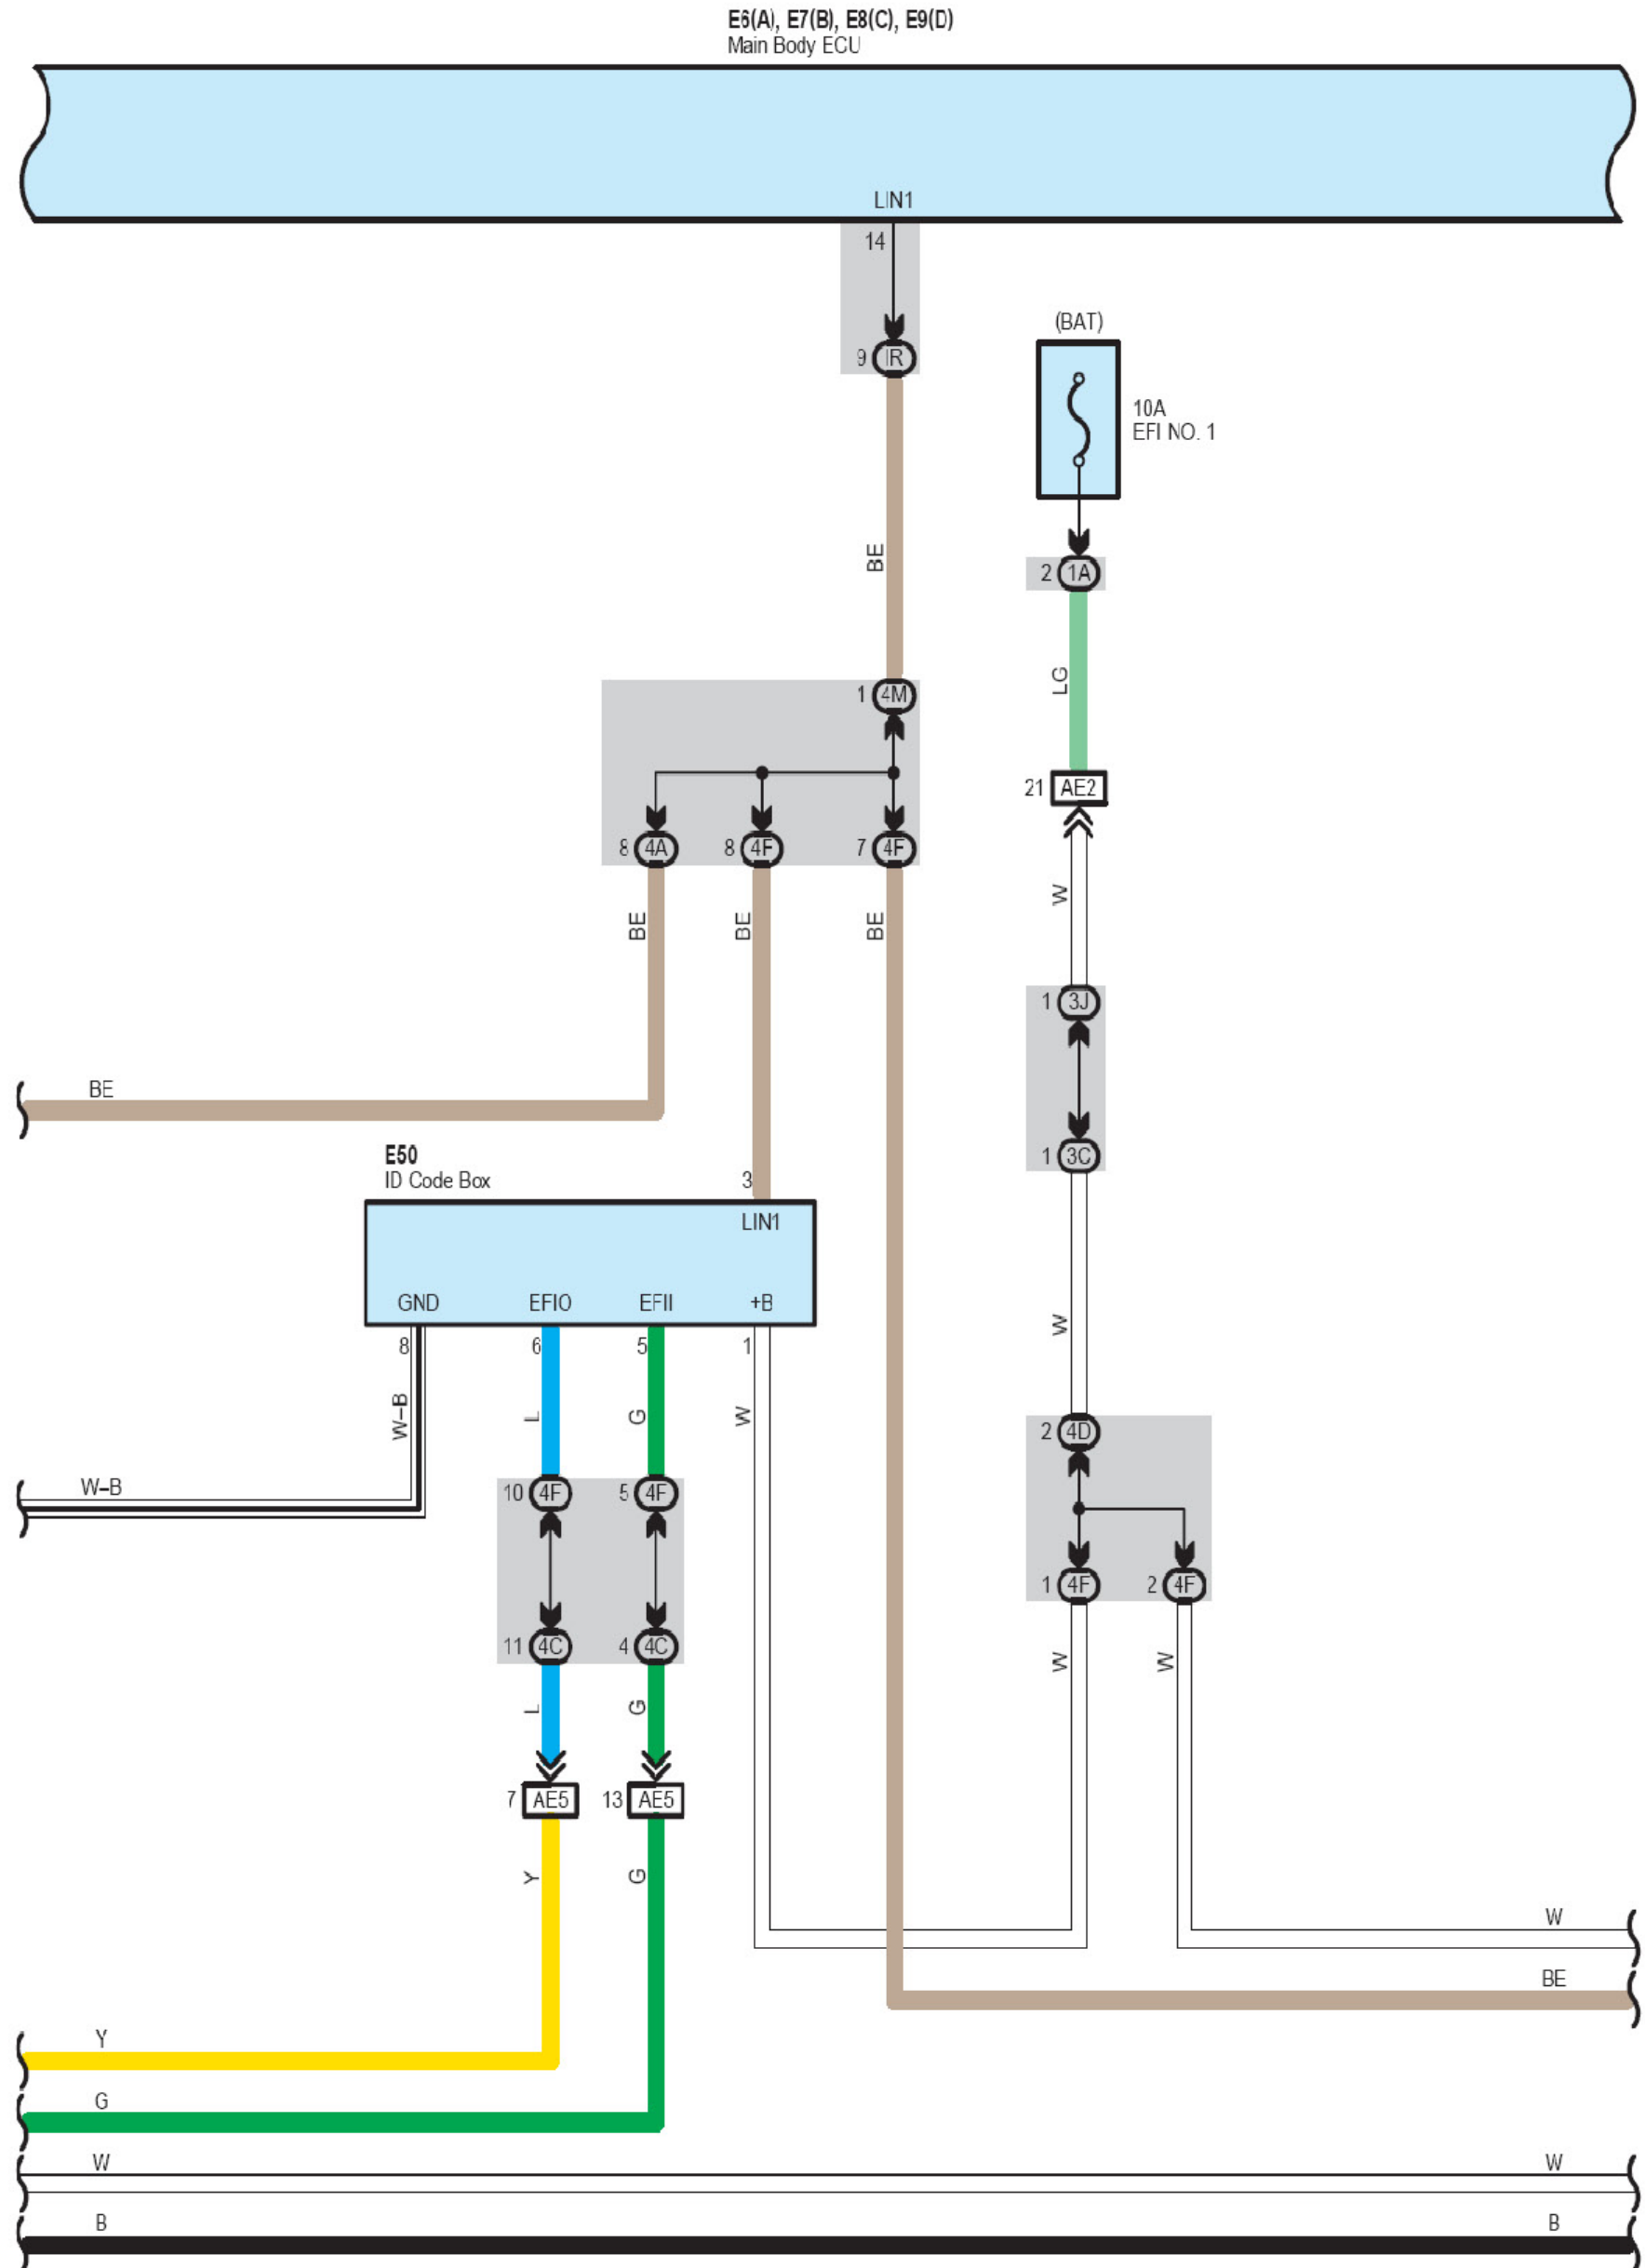 E6(A), E7(B), E8(C), E9(D)
Main Body ECU
LIN1
14
9 IR
(BAT)
10A
EFI NO. 1
BE
2 1A
LG
1 4M
21 AE2
8 4A
8 4F
7 4F
W
BE
BE
BE
1 3J
BE
1 3C
E50
ID Code Box
3
LIN1
GND
EFIO
EFII
+B
W
8
6
5
1
W–B
L
G
W
2 4D
W–B
10 4F
5 4F
1 4F
2 4F
11 4C
4 4C
W
W
L
G
7 AE5
13 AE5
Y
G
W
BE
Y
G
W
W
B
B